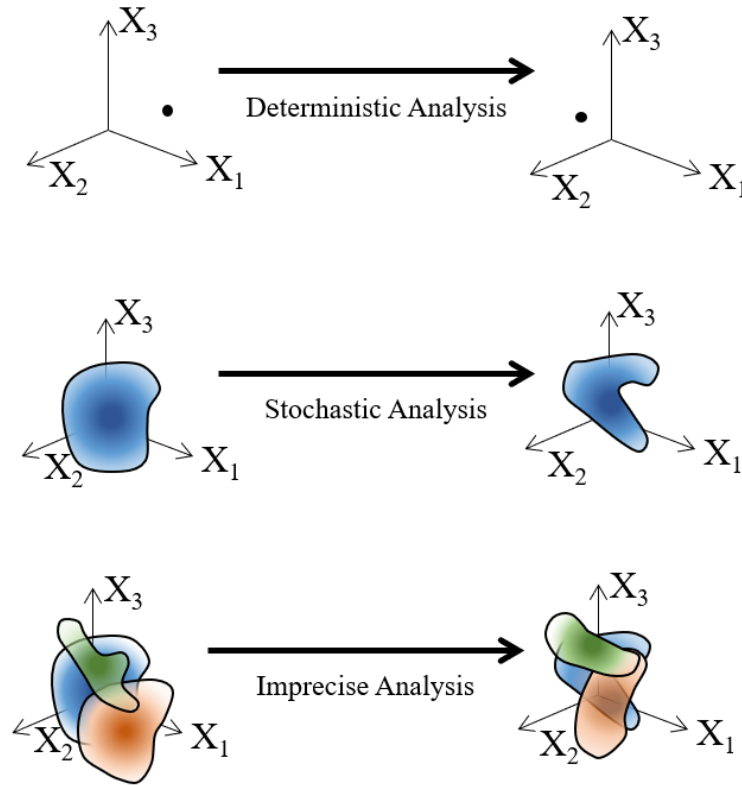 X₃
X₃
Deterministic Analysis
X₂
X₁
X₂
X₁
X₃
X₃
Stochastic Analysis
X₂
X₁
X₂
X₁
X₃
X₃
Imprecise Analysis
X₂
X₁
X₂
X₁